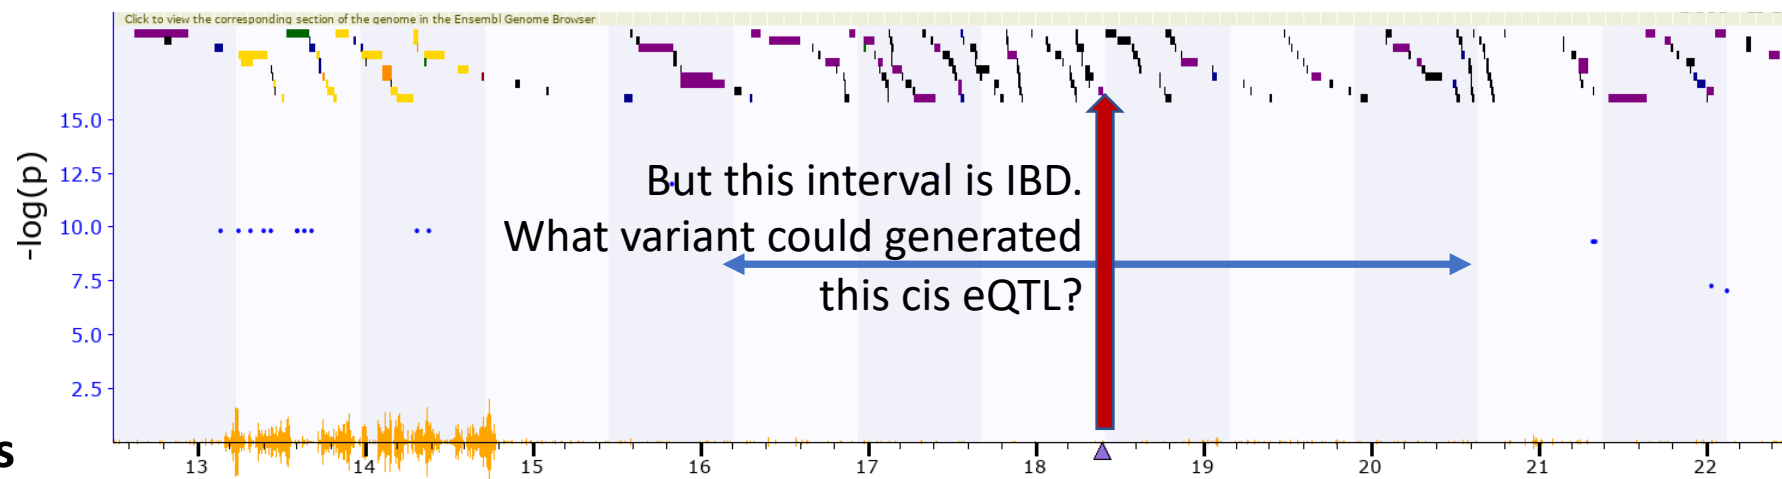 Click to view the corresponding section of the genome in the Ensembl Genome Browser
-log(p)
15.0
12.5
10.0
7.5
5.0
2.5
But this interval is IBD.
What variant could generated
this cis eQTL?
s
13 14 15 16 17 18 19 20 21 22